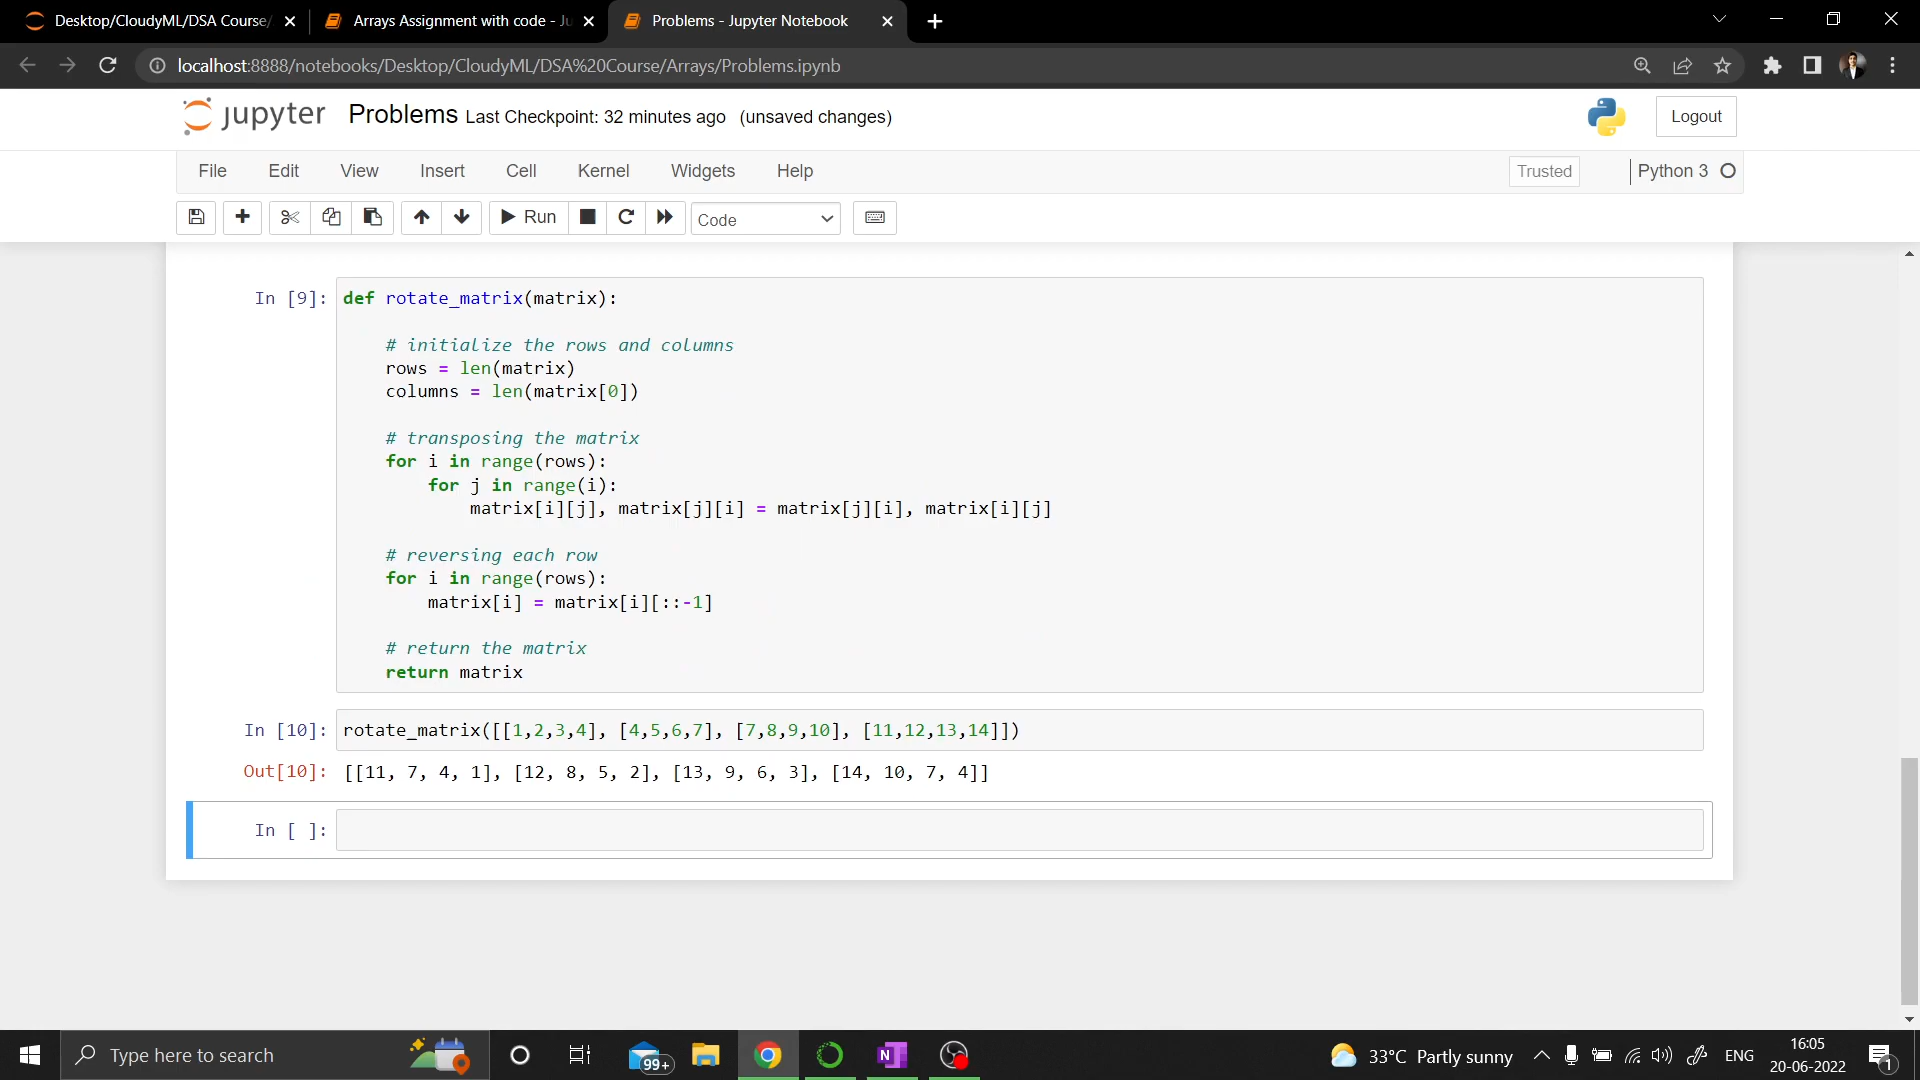 Desktop/CloudyML/DSA Course/
Arrays Assignment with code - Ju
Problems - Jupyter Notebook
localhost:8888/notebooks/Desktop/CloudyML/DSA%20Course/Arrays/Problems.ipynb
jupyter Problems Last Checkpoint: 32 minutes ago (unsaved changes)
Logout
File Edit View Insert Cell Kernel Widgets Help
Trusted
Python 3
Run
Code
In [9]: def rotate_matrix(matrix):
# initialize the rows and columns
rows = len(matrix)
columns = len(matrix[0])
# transposing the matrix
for i in range(rows):
for j in range(i):
matrix[i][j], matrix[j][i] = matrix[j][i], matrix[i][j]
# reversing each row
for i in range(rows):
matrix[i] = matrix[i][::-1]
# return the matrix
return matrix
In [10]: rotate_matrix([[1,2,3,4], [4,5,6,7], [7,8,9,10], [11,12,13,14]])
Out[10]: [[11, 7, 4, 1], [12, 8, 5, 2], [13, 9, 6, 3], [14, 10, 7, 4]]
In [ ]:
Type here to search
99+
N
33°C Partly sunny
ENG
16:05
20-06-2022
1